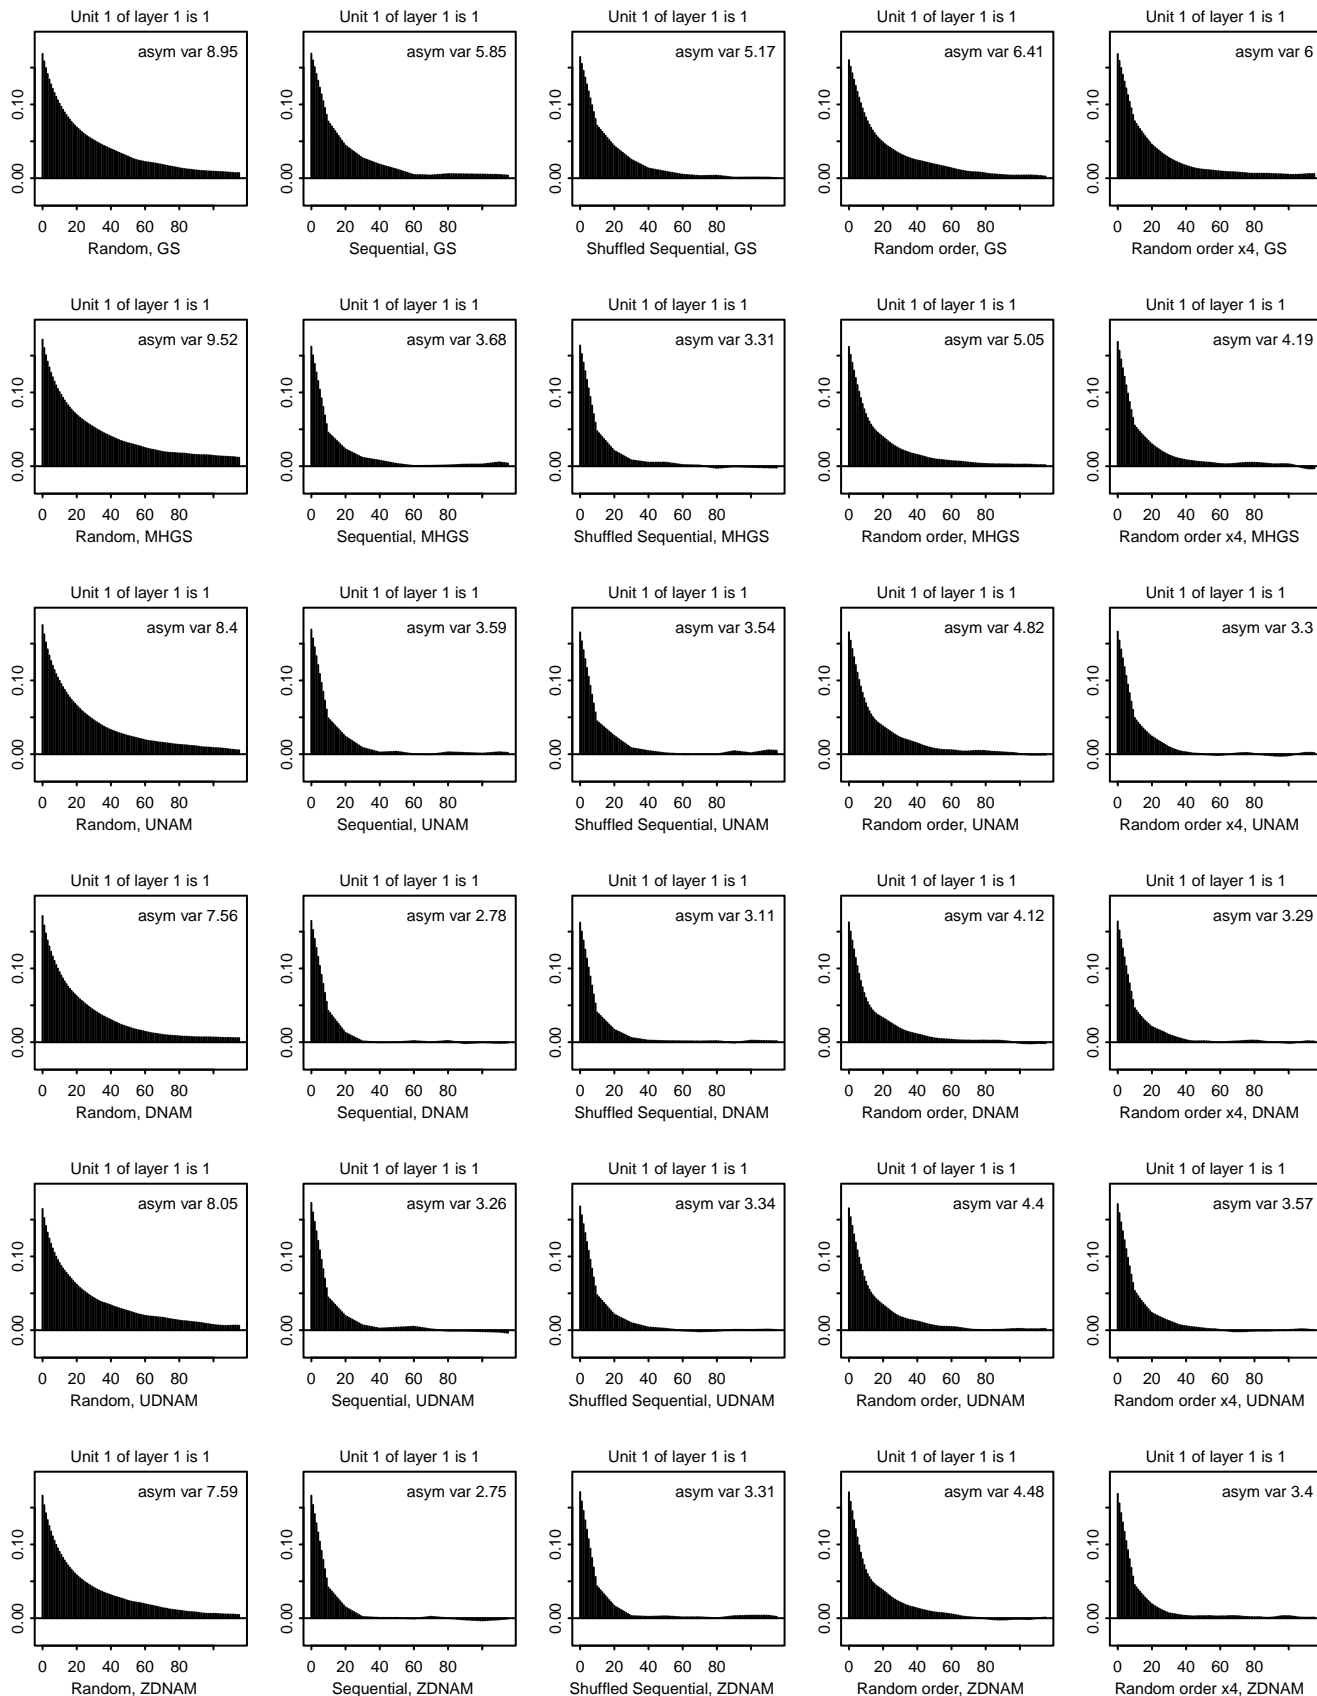 Unit 1 of layer 1 is 1 Unit 1 of layer 1 is 1 Unit 1 of layer 1 is 1 Unit 1 of layer 1 is 1 Unit 1 of layer 1 is 1
asym var 8.95 asym var 5.85 asym var 5.17 asym var 6.41 asym var 6
0.10 0.10 0.10 0.10 0.10
0.00 0.00 0.00 0.00 0.00
0 20 40 60 80 0 20 40 60 80 0 20 40 60 80 0 20 40 60 80 0 20 40 60 80
Random, GS Sequential, GS Shuffled Sequential, GS Random order, GS Random order x4, GS
Unit 1 of layer 1 is 1 Unit 1 of layer 1 is 1 Unit 1 of layer 1 is 1 Unit 1 of layer 1 is 1 Unit 1 of layer 1 is 1
asym var 9.52 asym var 3.68 asym var 3.31 asym var 5.05 asym var 4.19
0.10 0.10 0.10 0.10 0.10
0.00 0.00 0.00 0.00 0.00
0 20 40 60 80 0 20 40 60 80 0 20 40 60 80 0 20 40 60 80 0 20 40 60 80
Random, MHGS Sequential, MHGS Shuffled Sequential, MHGS Random order, MHGS Random order x4, MHGS
Unit 1 of layer 1 is 1 Unit 1 of layer 1 is 1 Unit 1 of layer 1 is 1 Unit 1 of layer 1 is 1 Unit 1 of layer 1 is 1
asym var 8.4 asym var 3.59 asym var 3.54 asym var 4.82 asym var 3.3
0.10 0.10 0.10 0.10 0.10
0.00 0.00 0.00 0.00 0.00
0 20 40 60 80 0 20 40 60 80 0 20 40 60 80 0 20 40 60 80 0 20 40 60 80
Random, UNAM Sequential, UNAM Shuffled Sequential, UNAM Random order, UNAM Random order x4, UNAM
Unit 1 of layer 1 is 1 Unit 1 of layer 1 is 1 Unit 1 of layer 1 is 1 Unit 1 of layer 1 is 1 Unit 1 of layer 1 is 1
asym var 7.56 asym var 2.78 asym var 3.11 asym var 4.12 asym var 3.29
0.10 0.10 0.10 0.10 0.10
0.00 0.00 0.00 0.00 0.00
0 20 40 60 80 0 20 40 60 80 0 20 40 60 80 0 20 40 60 80 0 20 40 60 80
Random, DNAM Sequential, DNAM Shuffled Sequential, DNAM Random order, DNAM Random order x4, DNAM
Unit 1 of layer 1 is 1 Unit 1 of layer 1 is 1 Unit 1 of layer 1 is 1 Unit 1 of layer 1 is 1 Unit 1 of layer 1 is 1
asym var 8.05 asym var 3.26 asym var 3.34 asym var 4.4 asym var 3.57
0.10 0.10 0.10 0.10 0.10
0.00 0.00 0.00 0.00 0.00
0 20 40 60 80 0 20 40 60 80 0 20 40 60 80 0 20 40 60 80 0 20 40 60 80
Random, UDNAM Sequential, UDNAM Shuffled Sequential, UDNAM Random order, UDNAM Random order x4, UDNAM
Unit 1 of layer 1 is 1 Unit 1 of layer 1 is 1 Unit 1 of layer 1 is 1 Unit 1 of layer 1 is 1 Unit 1 of layer 1 is 1
asym var 7.59 asym var 2.75 asym var 3.31 asym var 4.48 asym var 3.4
0.10 0.10 0.10 0.10 0.10
0.00 0.00 0.00 0.00 0.00
0 20 40 60 80 0 20 40 60 80 0 20 40 60 80 0 20 40 60 80 0 20 40 60 80
Random, ZDNAM Sequential, ZDNAM Shuffled Sequential, ZDNAM Random order, ZDNAM Random order x4, ZDNAM